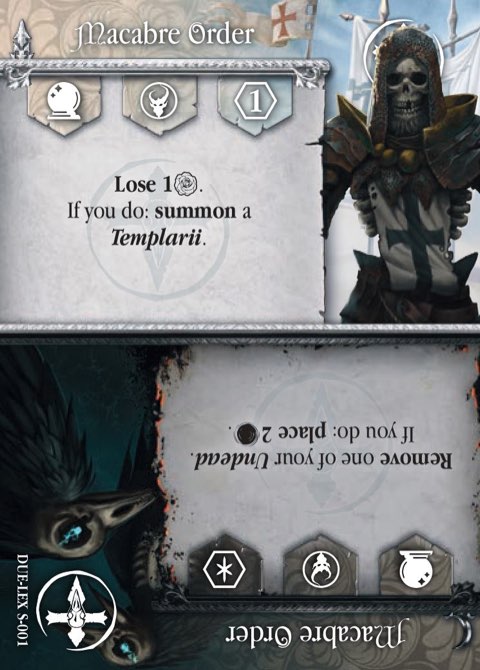 Macabre Order
1
Lose 1.
If you do: summon a
Templarii.
Macabre Order
Remove one of your Undead.
If you do: place 2.
DUE-LEX S-001